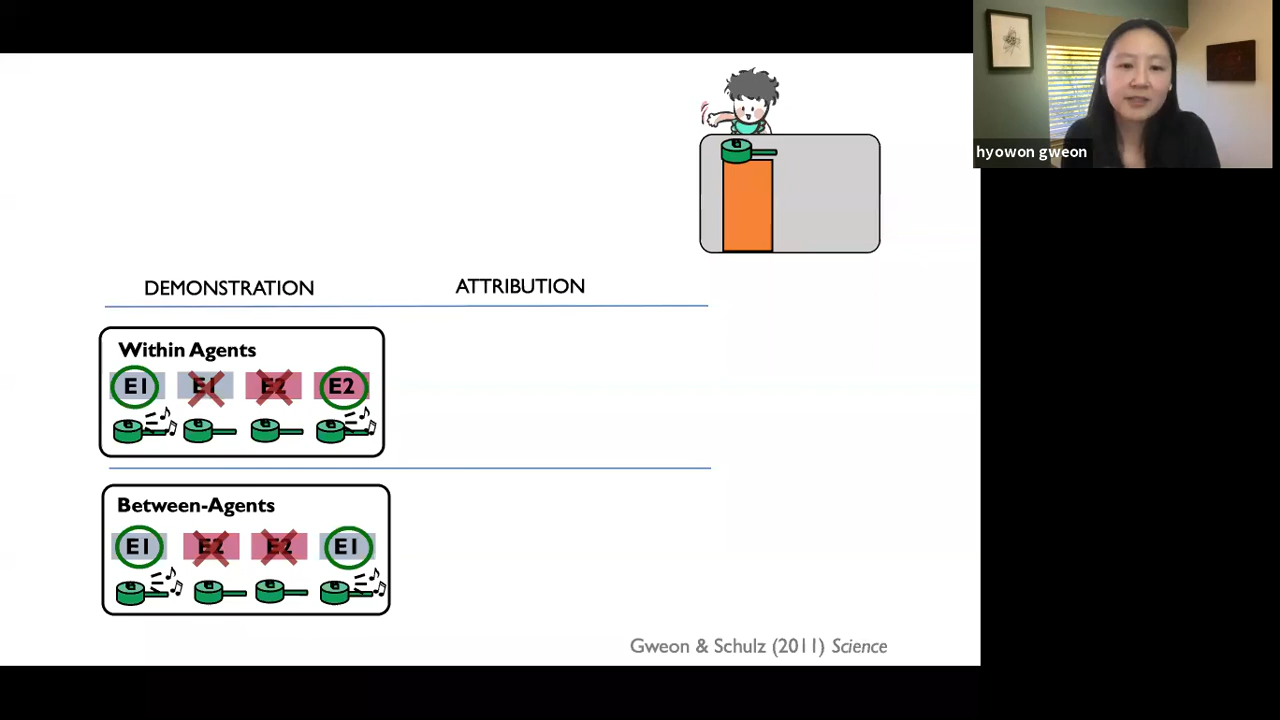 hyowon gweon
DEMONSTRATION
ATTRIBUTION
Within Agents
E1 E1 E2 E2
Between-Agents
E1 E2 E2 E1
Gweon & Schulz (2011) Science